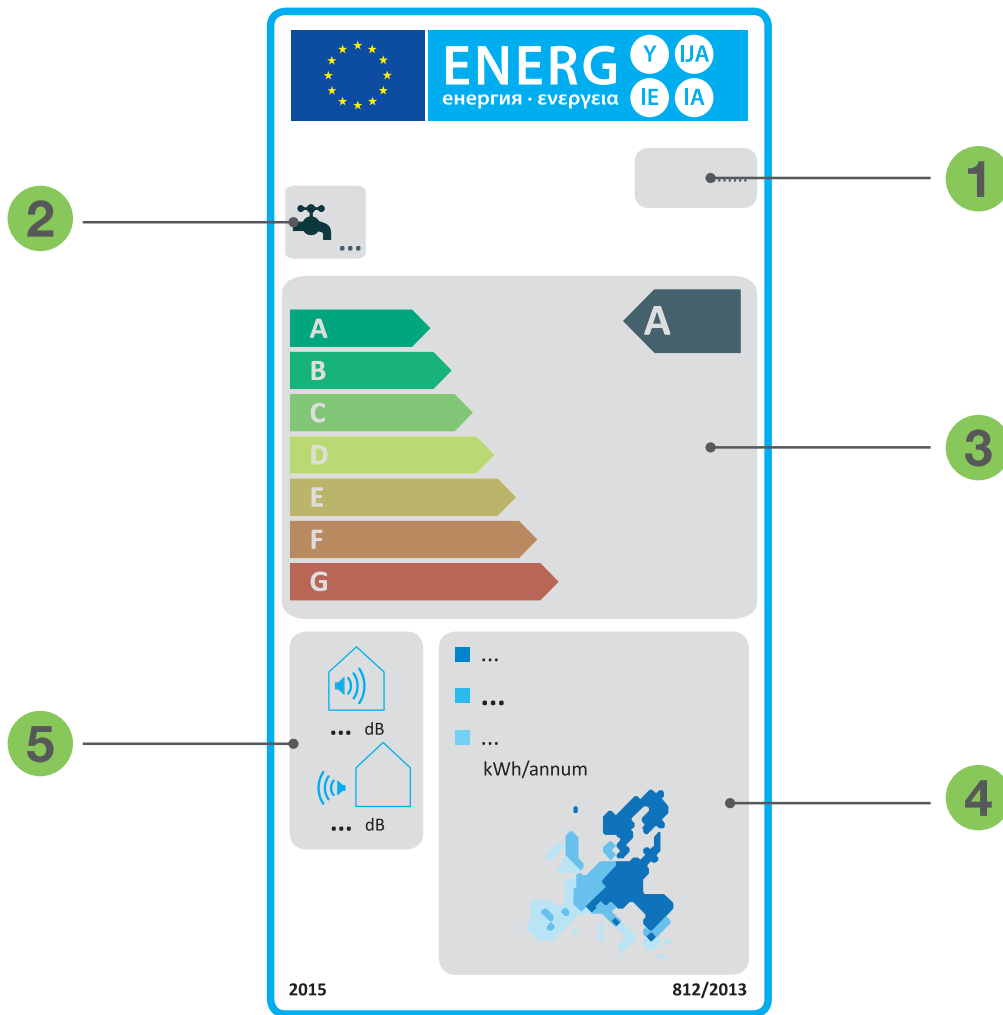 ENERG Y IJA
енергия · ενεργεια IE IA
1
.......
2
...
A
A
B
C
3
D
E
F
G
...
... dB
...
5
...
kWh/annum
4
... dB
2015 812/2013